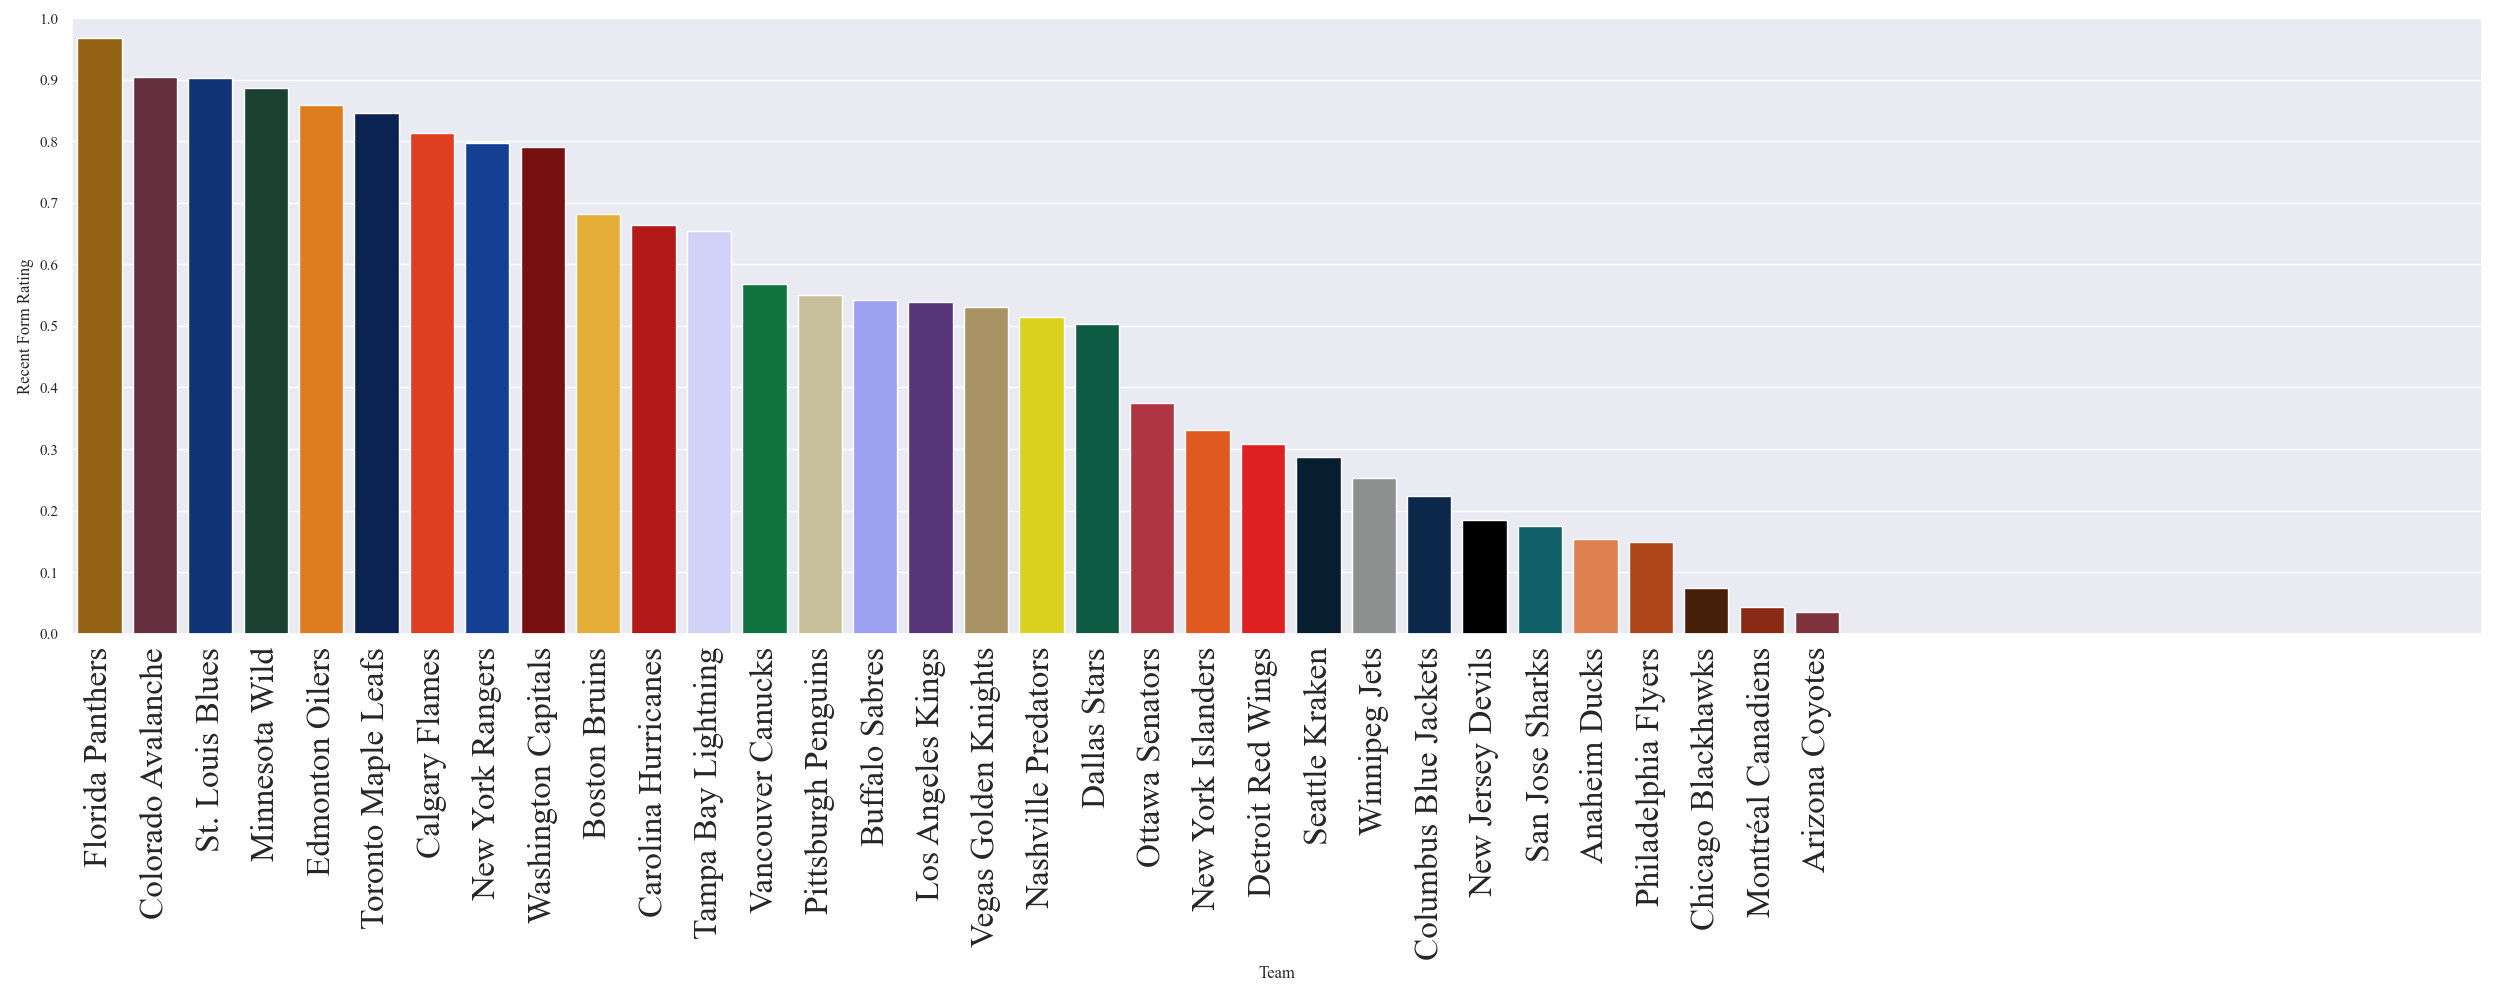 1.0
0.9
0.8
0.7
0.6
0.5
0.4
0.3
0.2
0.1
0.0
Recent Form Rating
Florida Panthers
Colorado Avalanche
St. Louis Blues
Minnesota Wild
Edmonton Oilers
Toronto Maple Leafs
Calgary Flames
New York Rangers
Washington Capitals
Boston Bruins
Carolina Hurricanes
Tampa Bay Lightning
Vancouver Canucks
Pittsburgh Penguins
Buffalo Sabres
Los Angeles Kings
Vegas Golden Knights
Nashville Predators
Dallas Stars
Ottawa Senators
New York Islanders
Detroit Red Wings
Seattle Kraken
Winnipeg Jets
Columbus Blue Jackets
New Jersey Devils
San Jose Sharks
Anaheim Ducks
Philadelphia Flyers
Chicago Blackhawks
Montréal Canadiens
Arizona Coyotes
Team